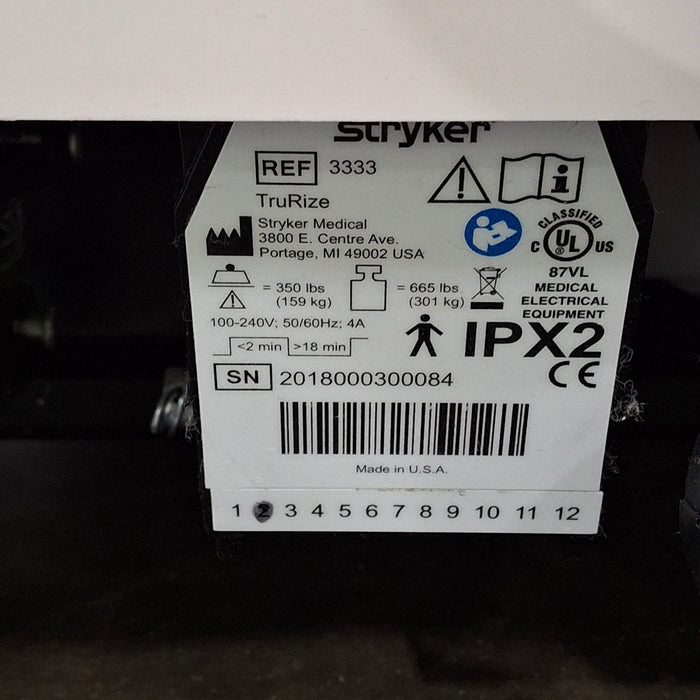 stryker
REF 3333
TruRize
Stryker Medical
3800 E. Centre Ave.
Portage, MI 49002 USA
CLASSIFIED
C UL US
87VL
MEDICAL
ELECTRICAL
EQUIPMENT
= 350 lbs
(159 kg)
= 665 lbs
(301 kg)
100-240V; 50/60Hz; 4A
<2 min >18 min
IPX2
CE
SN 2018000300084
Made in U.S.A.
1 2 3 4 5 6 7 8 9 10 11 12